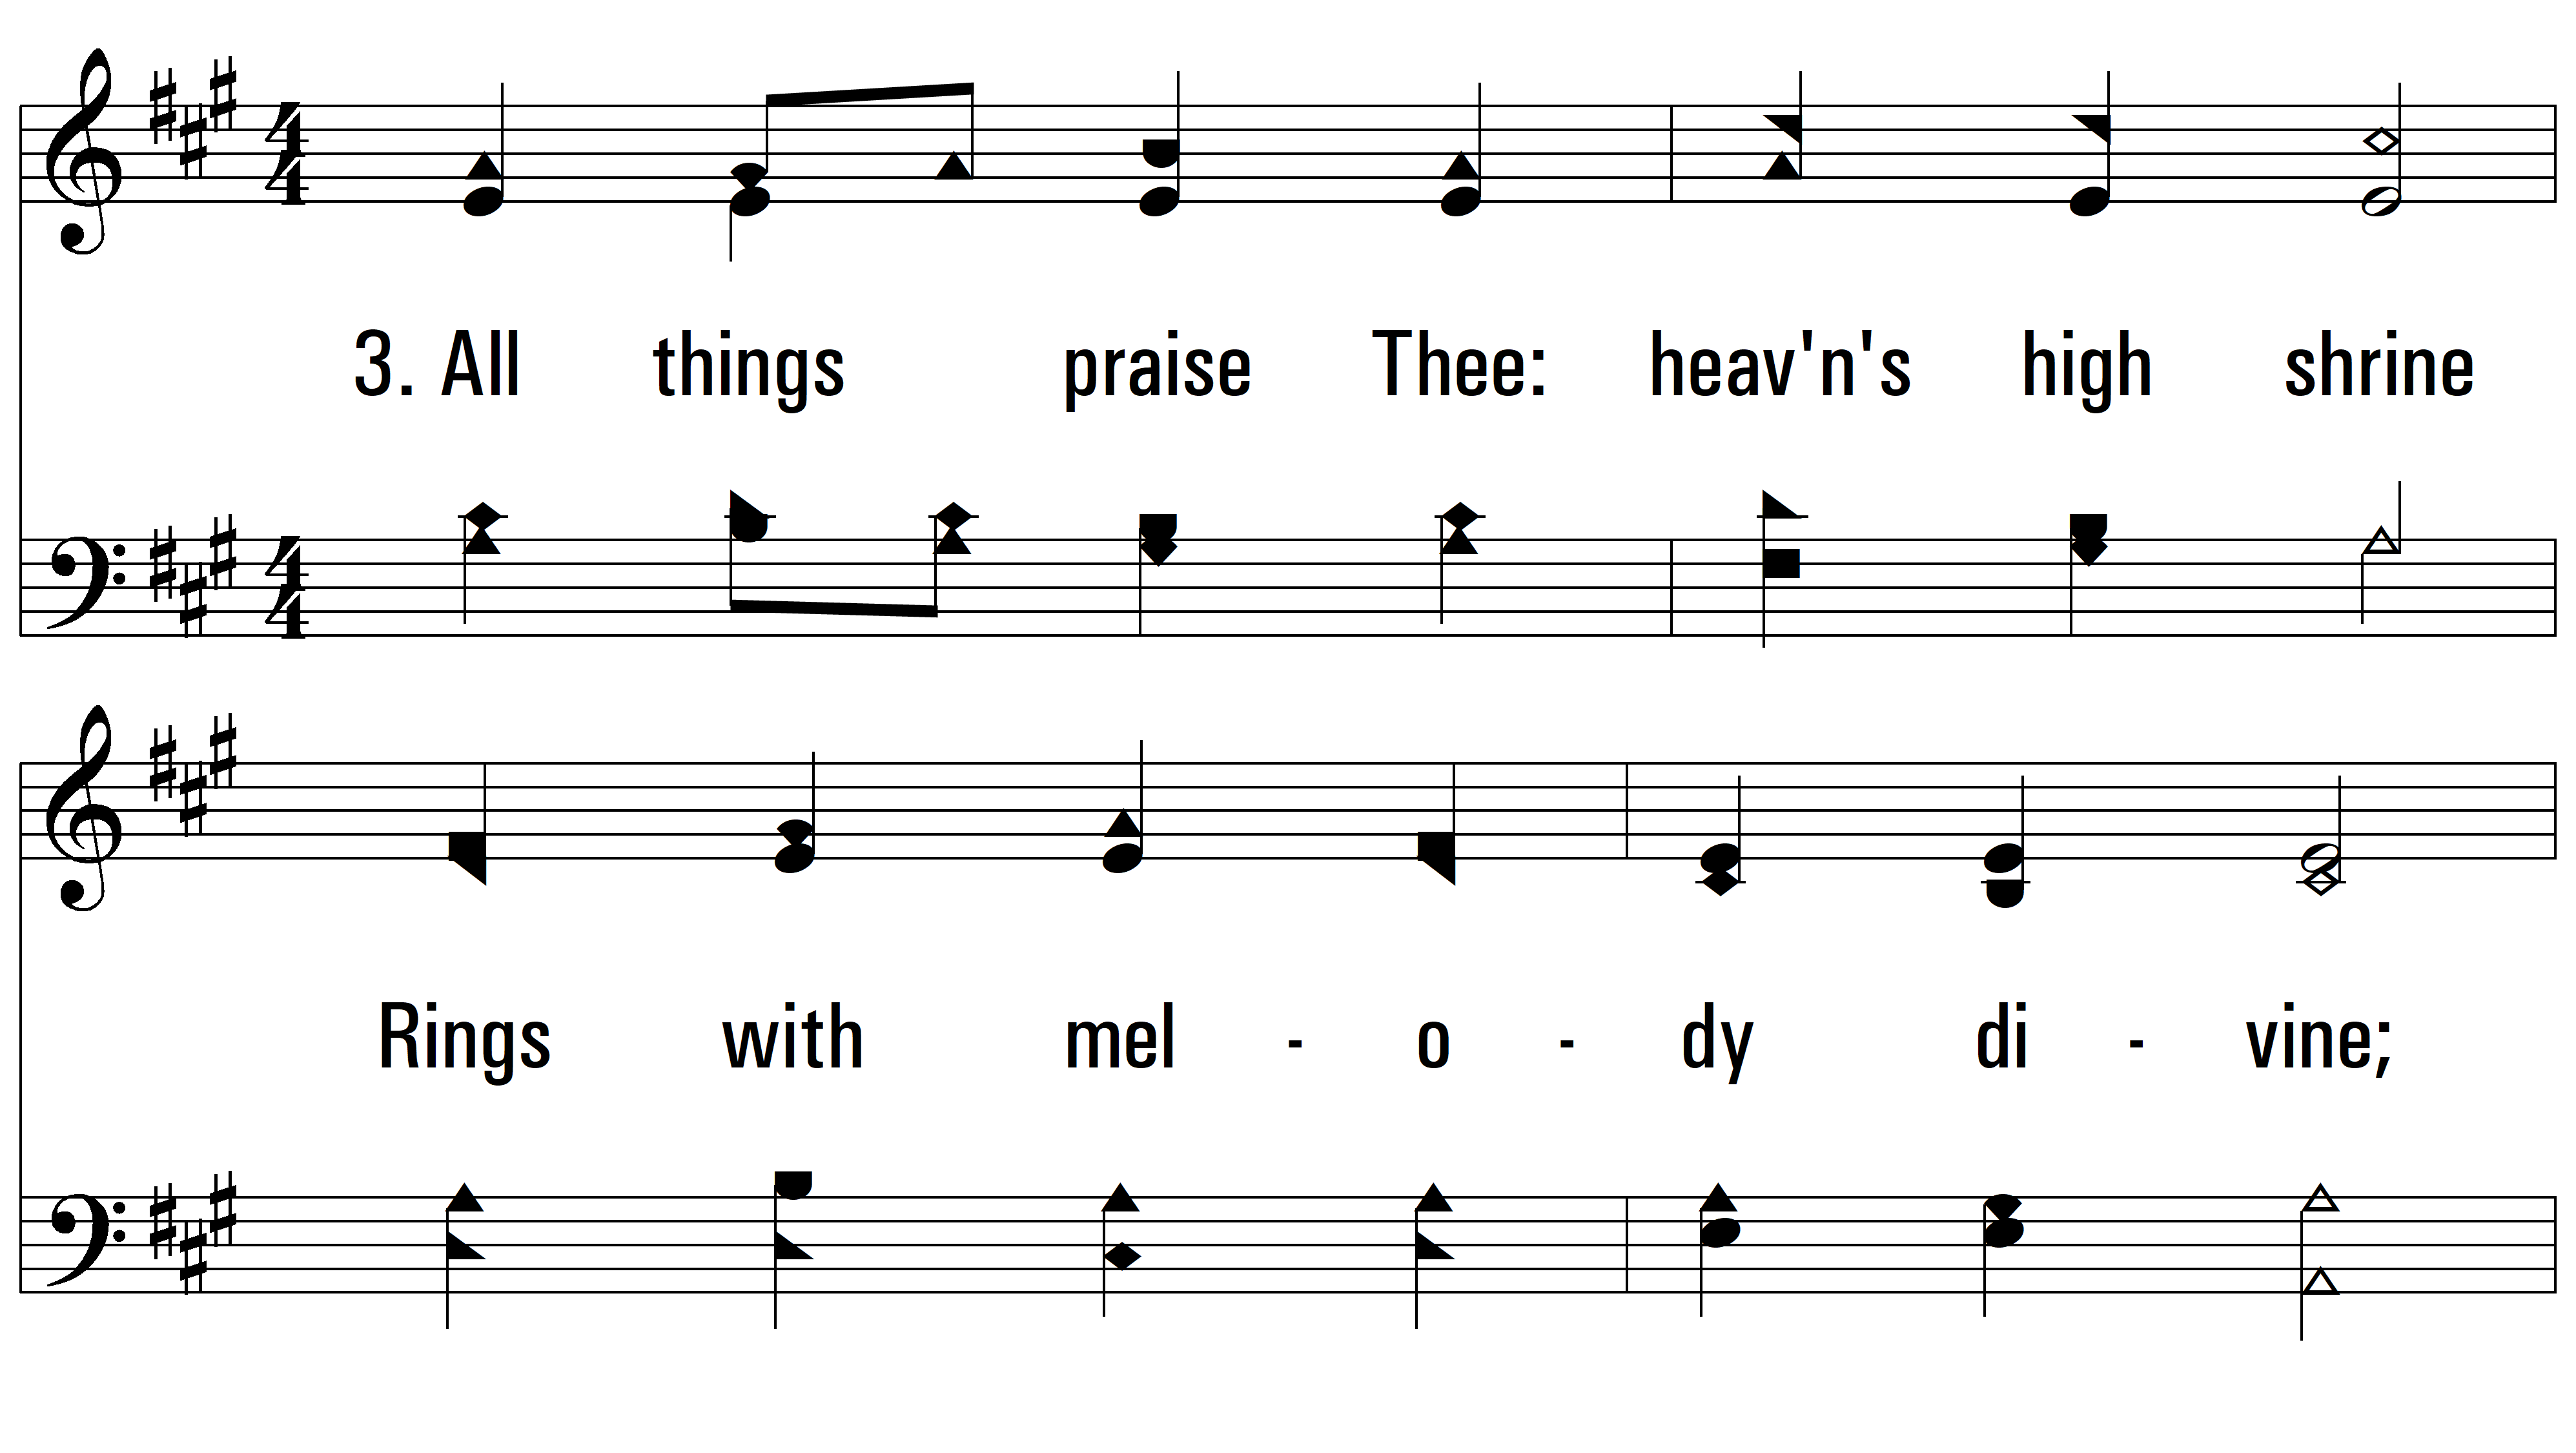 3. All things praise Thee: heav'n's high shrine
Rings with mel - o - dy di - vine;